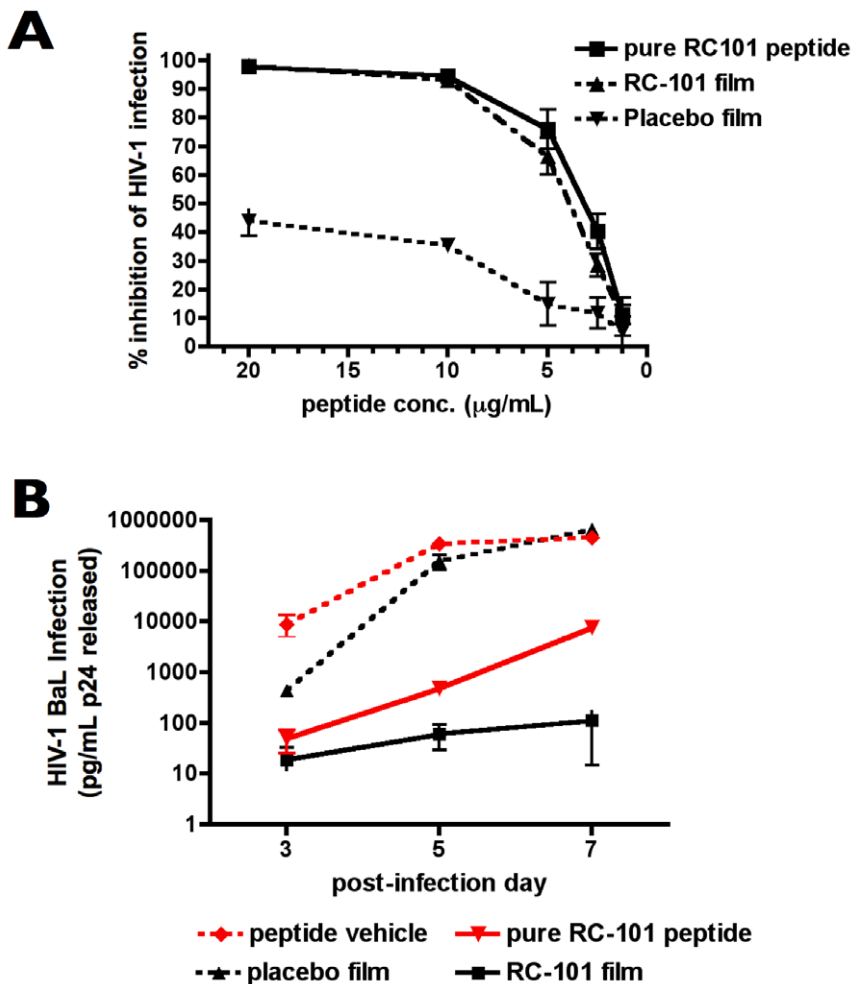 A
pure RC101 peptide
RC-101 film
Placebo film
% inhibition of HIV-1 infection
100
90
80
70
60
50
40
30
20
10
0
20 15 10 5 0
peptide conc. (μg/mL)
B
HIV-1 BaL Infection
(pg/mL p24 released)
1000000
100000
10000
1000
100
10
1
3 5 7
post-infection day
peptide vehicle pure RC-101 peptide
placebo film RC-101 film